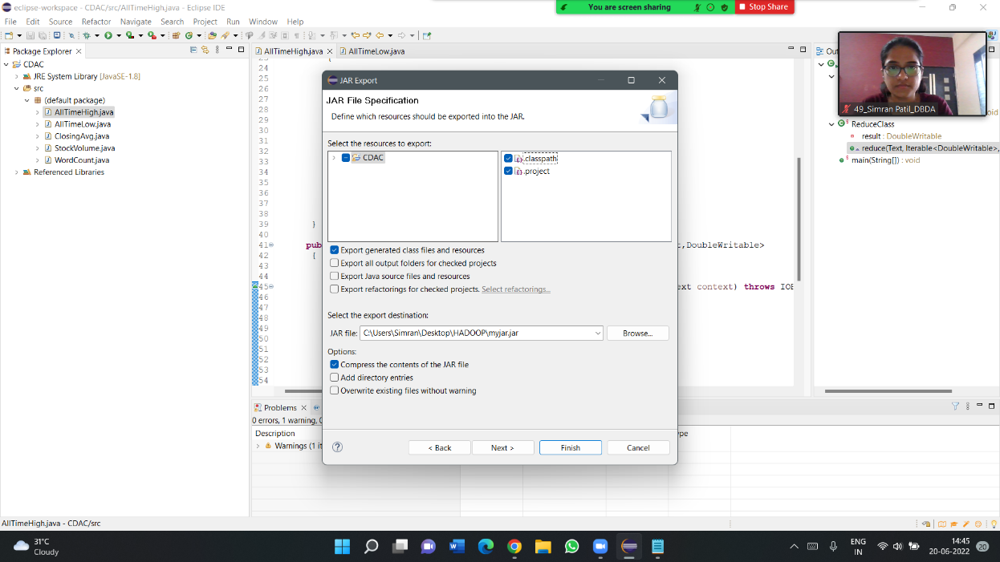 eclipse-workspace - CDAC/src/AllTimeHigh.java - Eclipse IDE
You are screen sharing
Stop Share
File Edit Source Refactor Navigate Search Project Run Window Help
Package Explorer
CDAC
JRE System Library [JavaSE-1.8]
src
(default package)
AllTimeHigh.java
AllTimeLow.java
ClosingAvg.java
StockVolume.java
WordCount.java
Referenced Libraries
AllTimeHigh.java AllTimeLow.java
24
25
26
27
28
29
30
31
32
33
34
35
36
37
38
39 }
40
41 pub t,DoubleWritable>
42 {
43
44
45 ext context) throws IOE
46
47
48
49
50
51
52
53
54
JAR Export
JAR File Specification
Define which resources should be exported into the JAR.
Select the resources to export:
CDAC
.classpath
.project
Export generated class files and resources
Export all output folders for checked projects
Export Java source files and resources
Export refactorings for checked projects. Select refactorings...
Select the export destination:
JAR file: C:\Users\Simran\Desktop\HADOOP\myjar.jar Browse...
Options:
Compress the contents of the JAR file
Add directory entries
Overwrite existing files without warning
? < Back Next > Finish Cancel
Out
49_Simran Patil_DBDA
oid
ReduceClass
result : DoubleWritable
reduce(Text, Iterable<DoubleWritable>,
main(String[]) : void
Problems
0 errors, 1 warning, 0
Description ype
Warnings (1 it
AllTimeHigh.java - CDAC/src
31°C
Cloudy
ENG
IN
14:45
20-06-2022
20